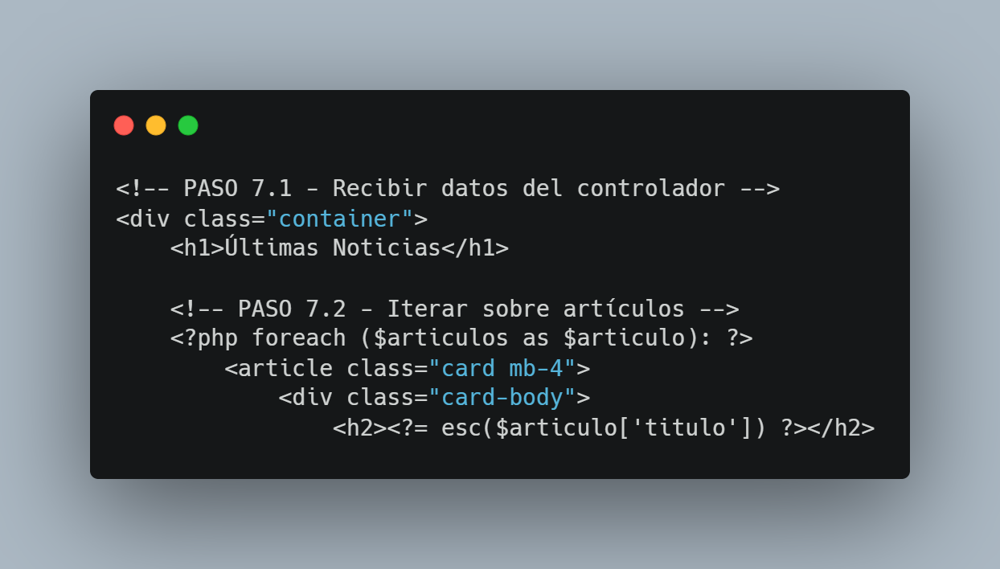 <!-- PASO 7.1 - Recibir datos del controlador -->
<div class="container">
    <h1>Últimas Noticias</h1>

    <!-- PASO 7.2 - Iterar sobre artículos -->
    <?php foreach ($articulos as $articulo): ?>
        <article class="card mb-4">
            <div class="card-body">
                <h2><?= esc($articulo['titulo']) ?></h2>